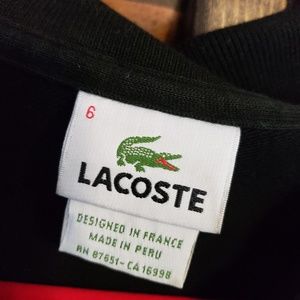 6
LACOSTE
DESIGNED IN FRANCE
MADE IN PERU
RN 87651-CA 16998